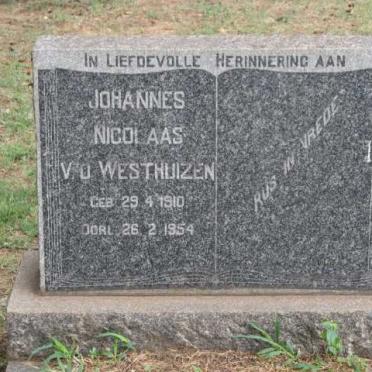 IN LIEFDEVOLLE HERINNERING AAN
JOHANNES
NICOLAAS
V/D WESTHUIZEN
GEB. 29.4.1910
OORL. 26.2.1954
RUS IN VREDE